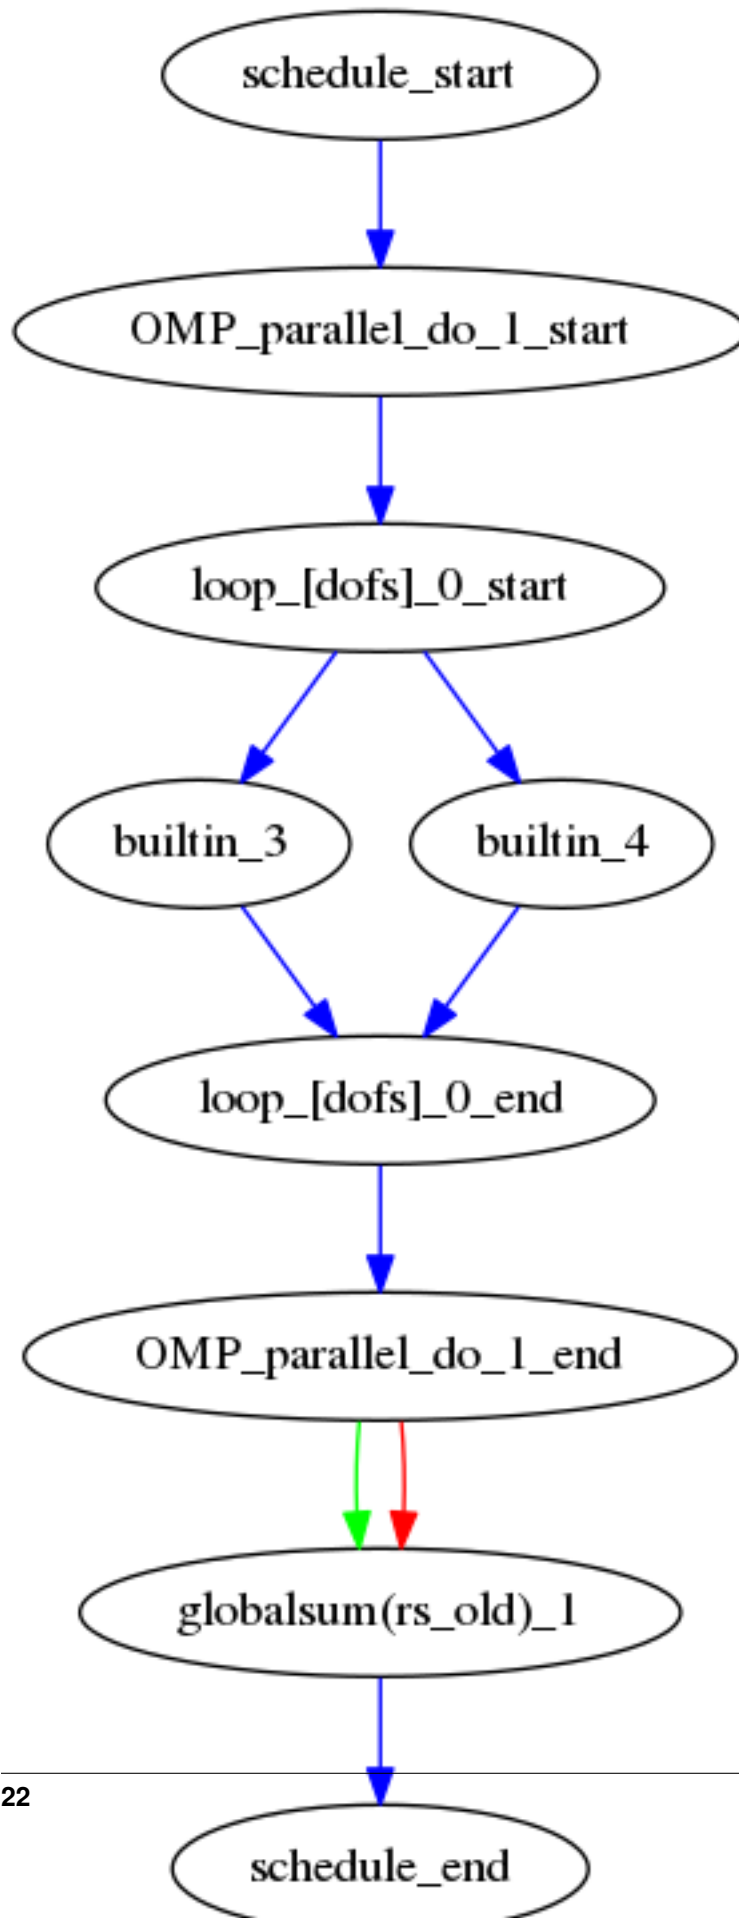 schedule_start
OMP_parallel_do_1_start
loop_[dofs]_0_start
builtin_3 builtin_4
loop_[dofs]_0_end
OMP_parallel_do_1_end
globalsum(rs_old)_1
22
schedule_end